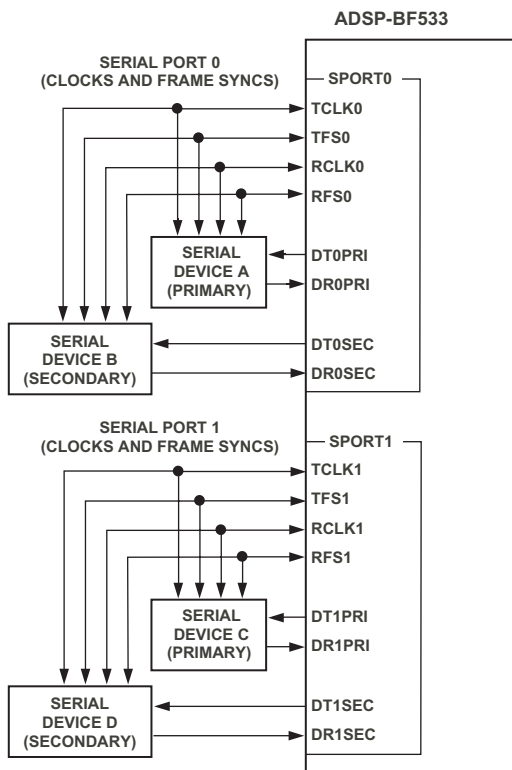 ADSP-BF533
SERIAL PORT 0
(CLOCKS AND FRAME SYNCS)
SPORT0
TCLK0
TFS0
RCLK0
RFS0
SERIAL
DEVICE A
(PRIMARY)
DT0PRI
DR0PRI
SERIAL
DEVICE B
(SECONDARY)
DT0SEC
DR0SEC
SERIAL PORT 1
(CLOCKS AND FRAME SYNCS)
SPORT1
TCLK1
TFS1
RCLK1
RFS1
SERIAL
DEVICE C
(PRIMARY)
DT1PRI
DR1PRI
SERIAL
DEVICE D
(SECONDARY)
DT1SEC
DR1SEC